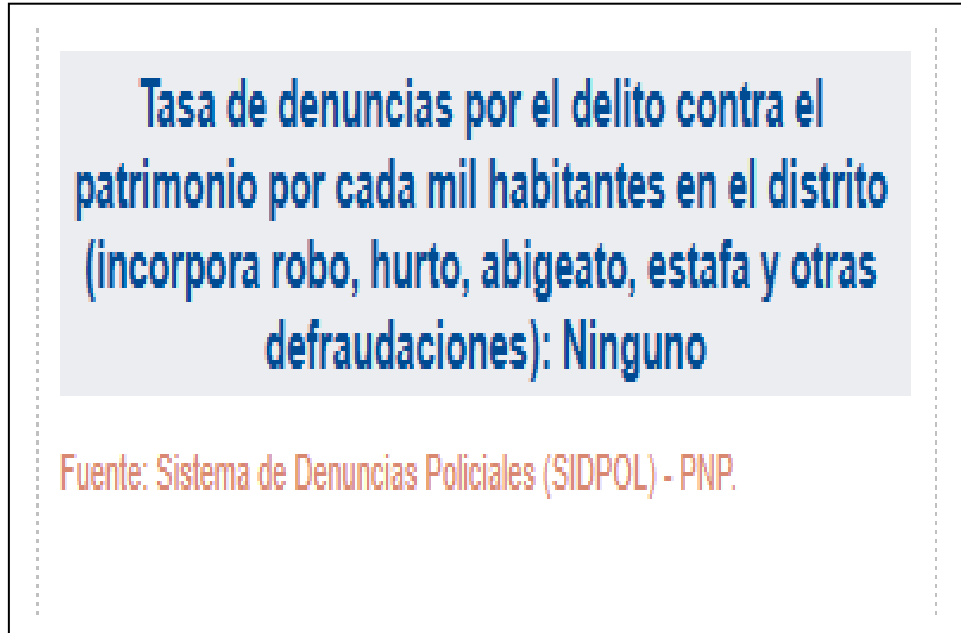 Tasa de denuncias por el delito contra el
patrimonio por cada mil habitantes en el distrito
(incorpora robo, hurto, abigeato, estafa y otras
defraudaciones): Ninguno
Fuente: Sistema de Denuncias Policiales (SIDPOL) - PNP.